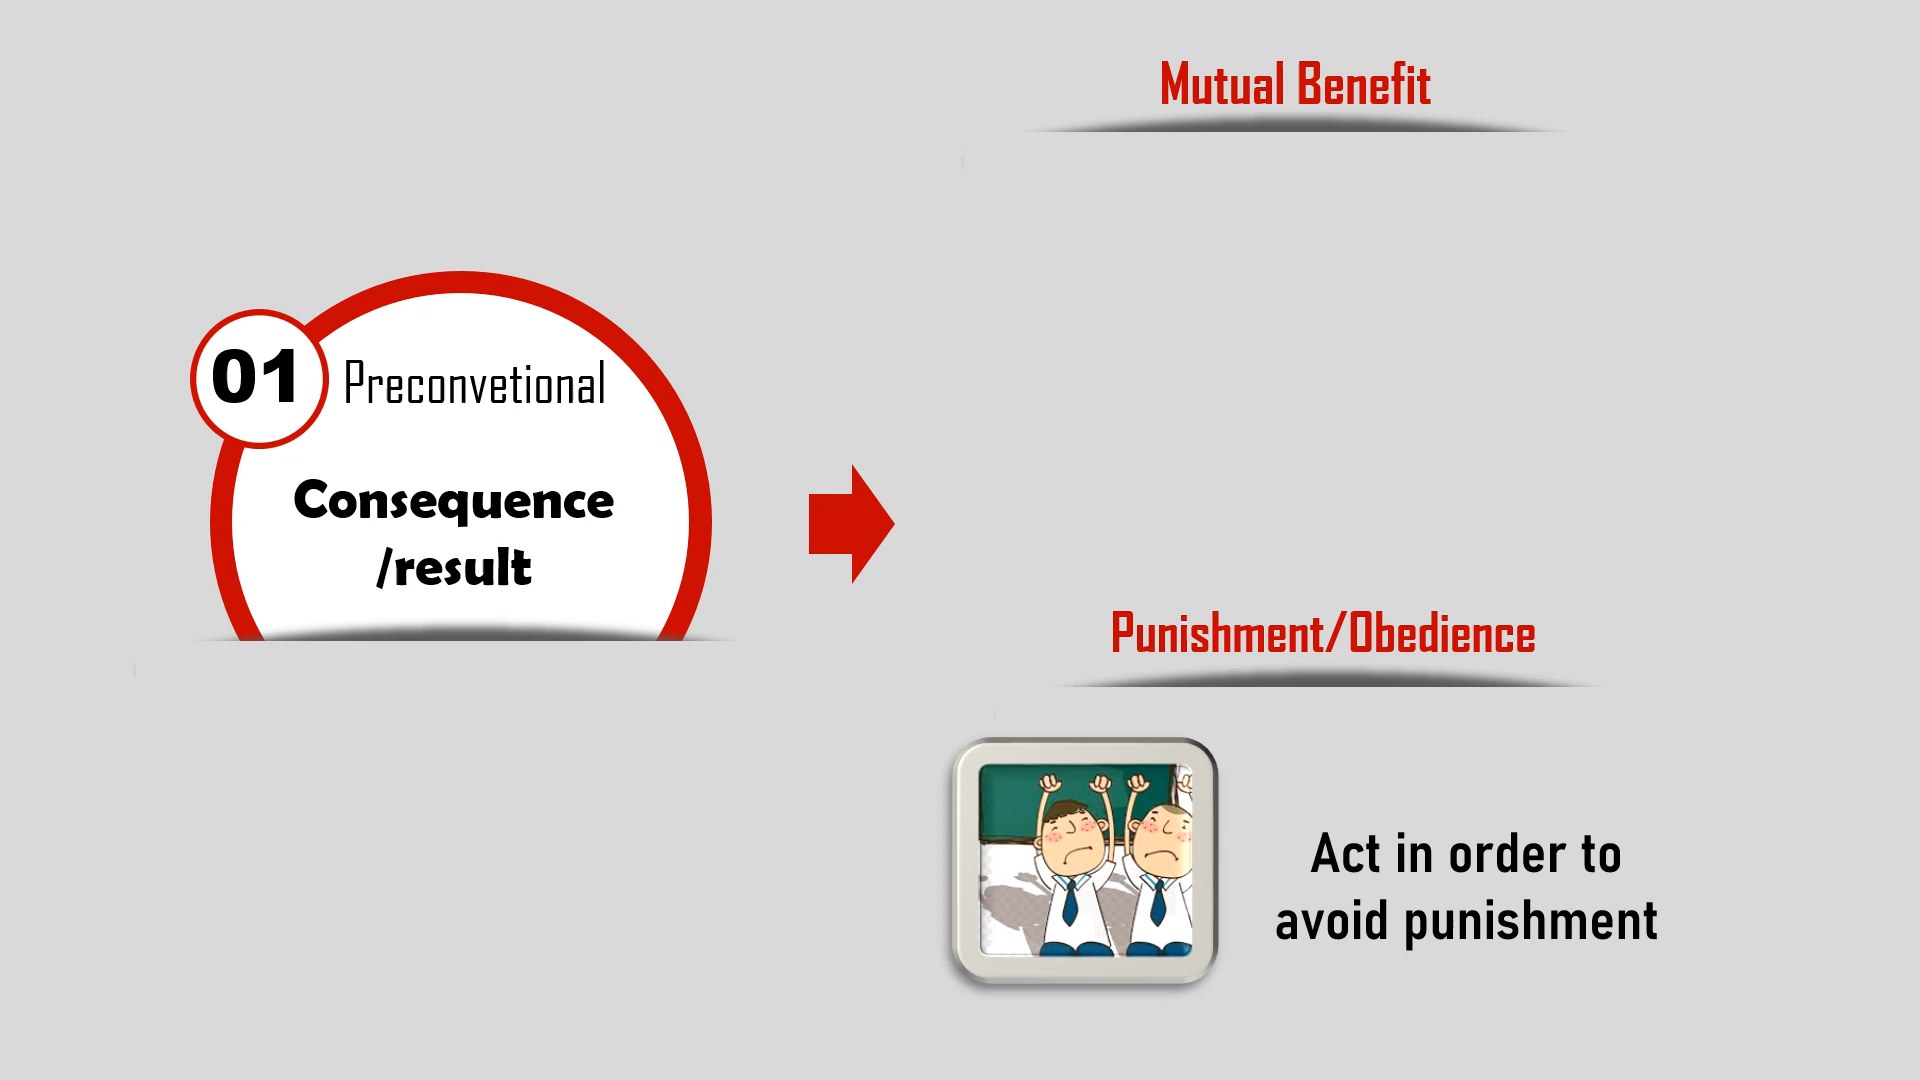 Mutual Benefit
01
Preconvetional
Consequence
/result
Punishment/Obedience
Act in order to
avoid punishment